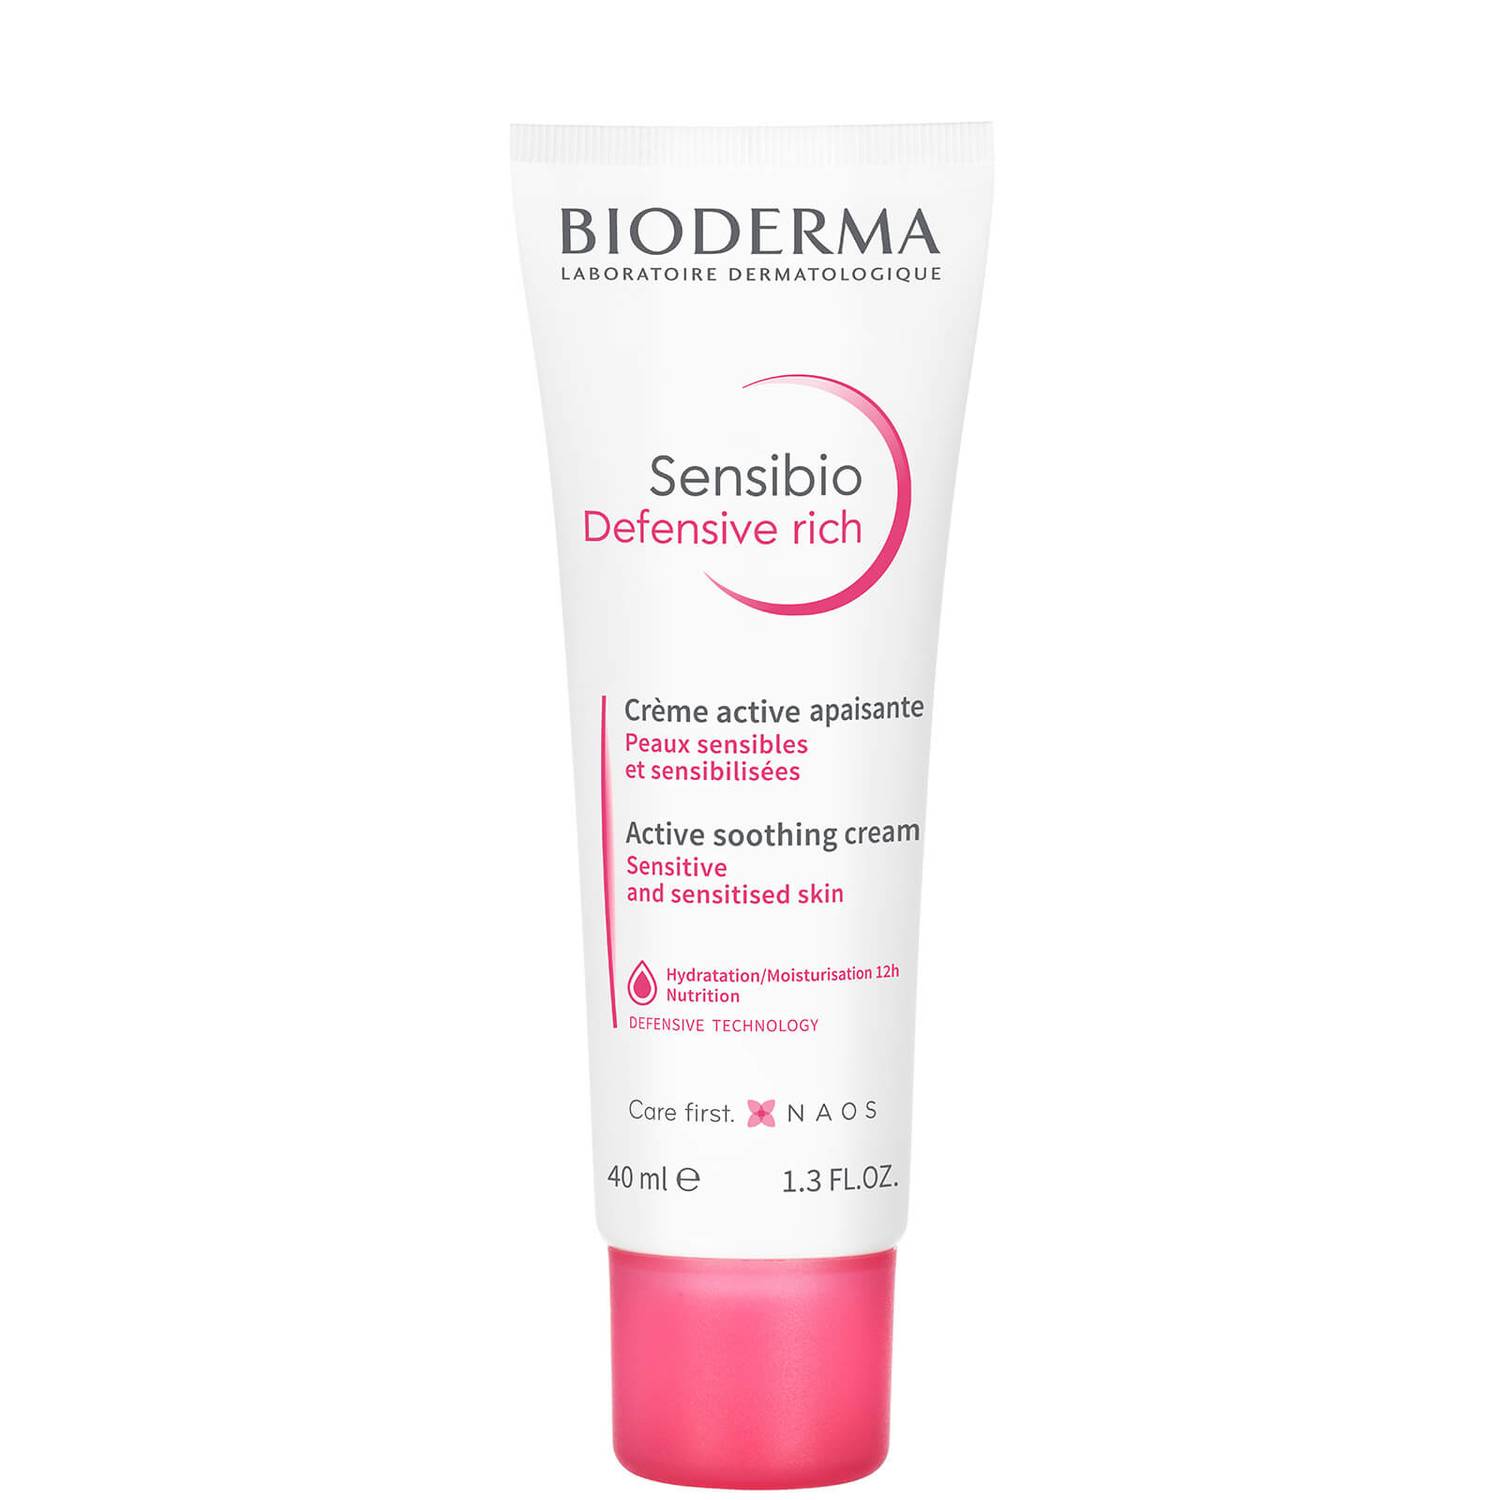 BIODERMA
LABORATOIRE DERMATOLOGIQUE
Sensibio
Defensive rich
Crème active apaisante
Peaux sensibles
et sensibilisées
Active soothing cream
Sensitive
and sensitised skin
Hydratation/Moisturisation 12h
Nutrition
DEFENSIVE TECHNOLOGY
Care first. NAOS
40 ml ℮ 1.3 FL.OZ.